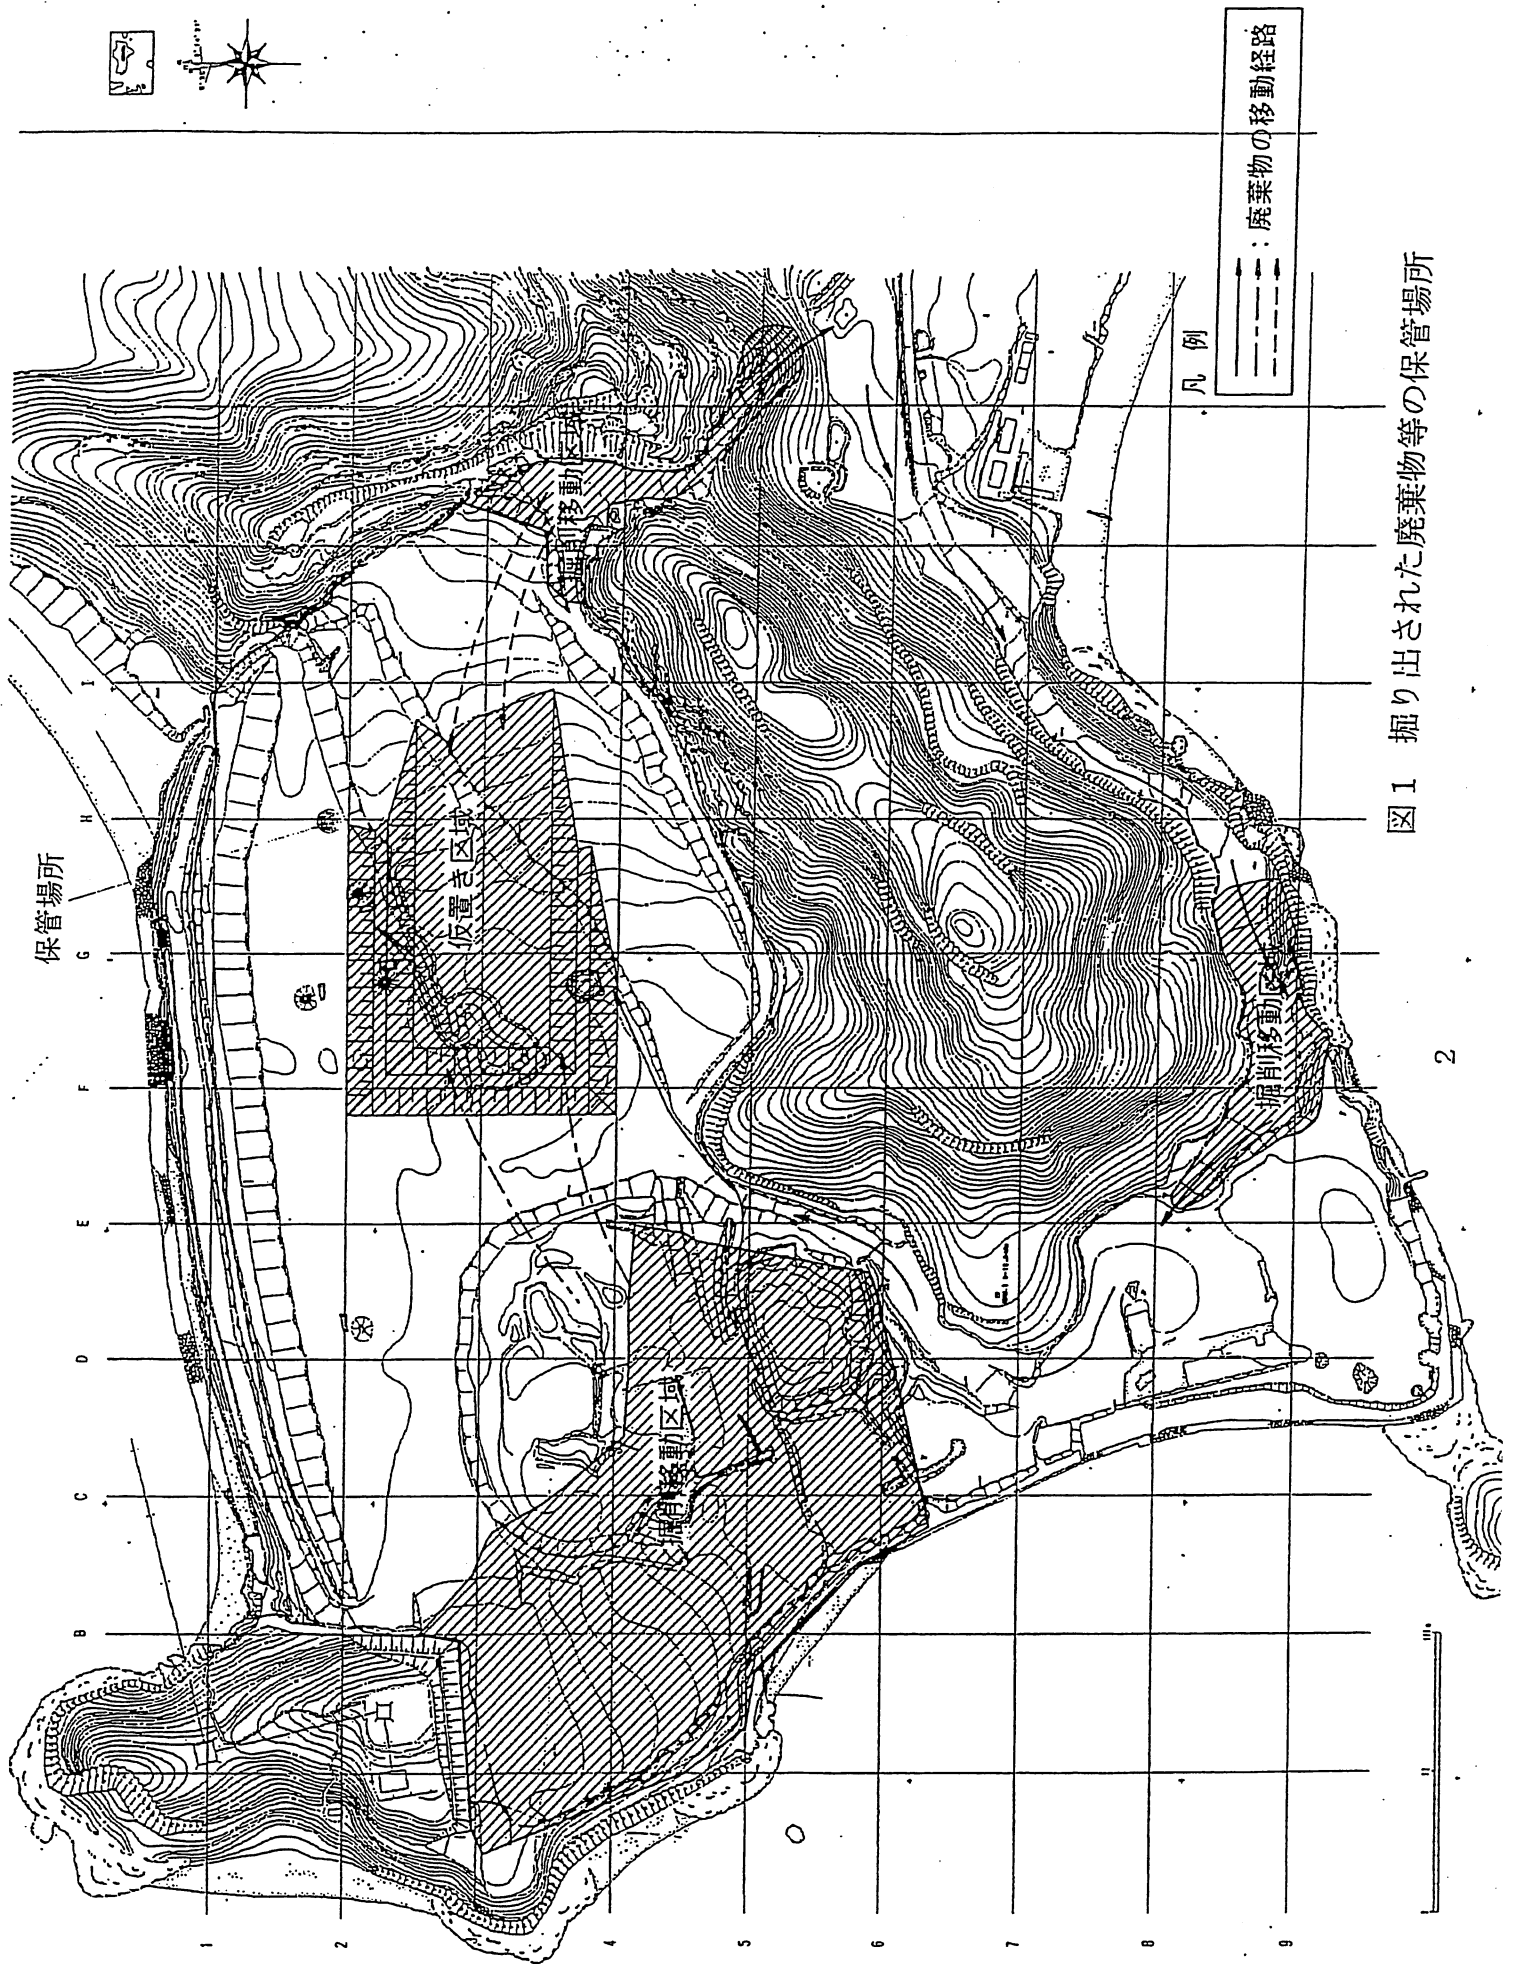 保管場所
I
H
G
F
E
D
C
B
1
2
4
5
6
7
8
9
掘削移動区域
仮置き区域
掘削移動区域
掘削移動区域
凡 例
：廃棄物の移動経路
図1 掘り出された廃棄物等の保管場所
2